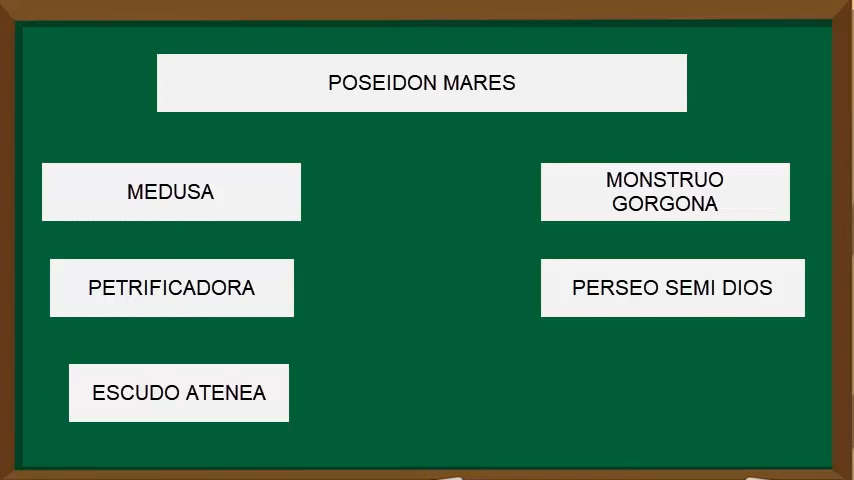 POSEIDON MARES
MEDUSA
MONSTRUO
GORGONA
PETRIFICADORA
PERSEO SEMI DIOS
ESCUDO ATENEA